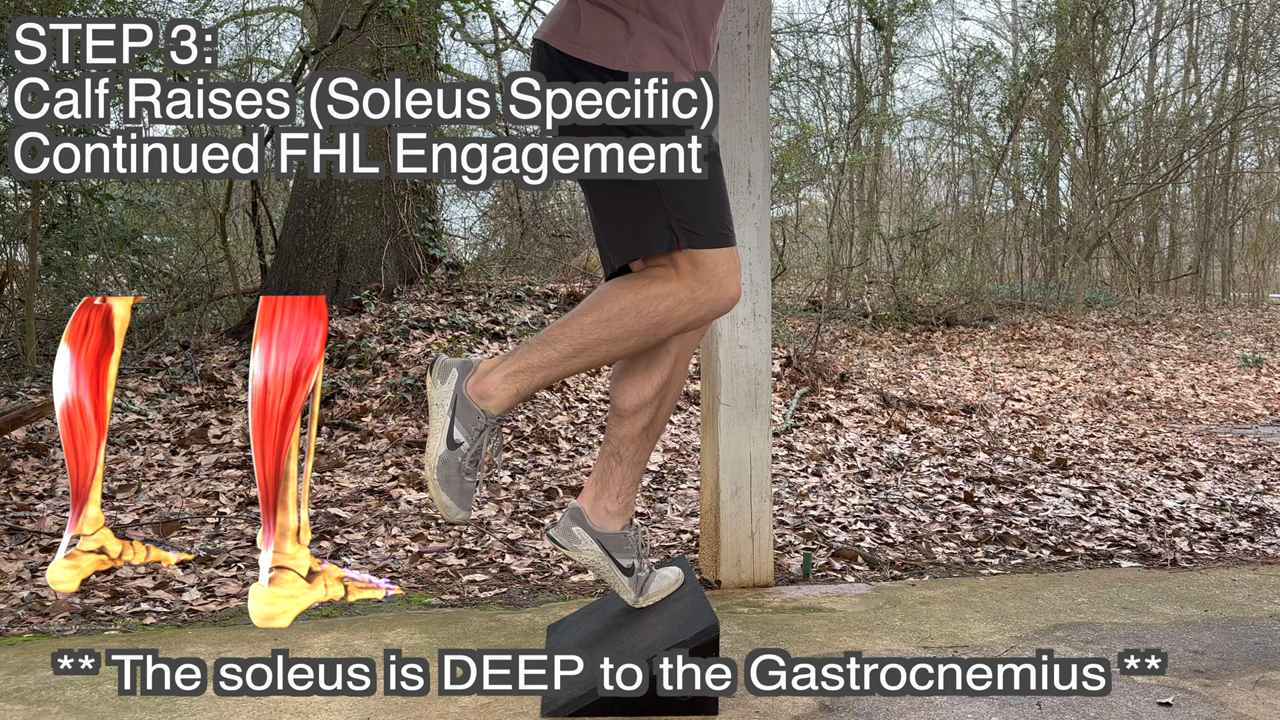 STEP 3:
Calf Raises (Soleus Specific)
Continued FHL Engagement
** The soleus is DEEP to the Gastrocnemius **